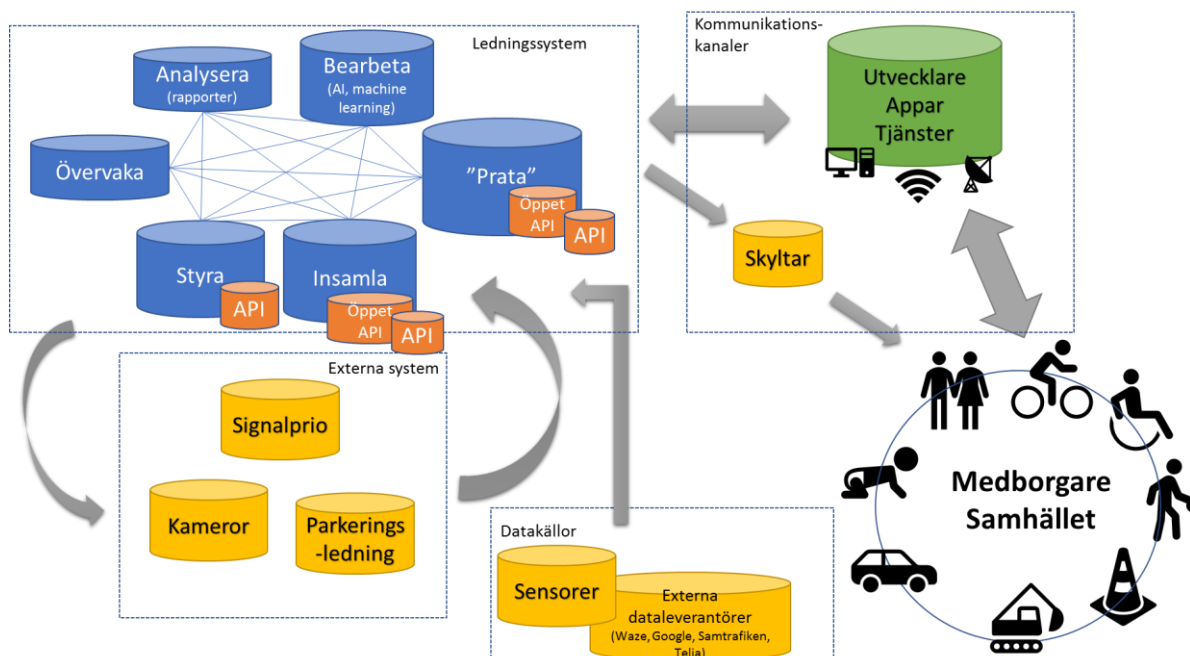 Ledningssystem
Analysera
(rapporter)
Bearbeta
(AI, machine
learning)
Övervaka
”Prata”
Öppet
API
API
Styra
API
Insamla
Öppet
API
API
Kommunikations-
kanaler
Utvecklare
Appar
Tjänster
Skyltar
Externa system
Signalprio
Kameror
Parkerings
-ledning
Datakällor
Sensorer
Externa
dataleverantörer
(Waze, Google, Samtrafiken,
Telia)
Medborgare
Samhället